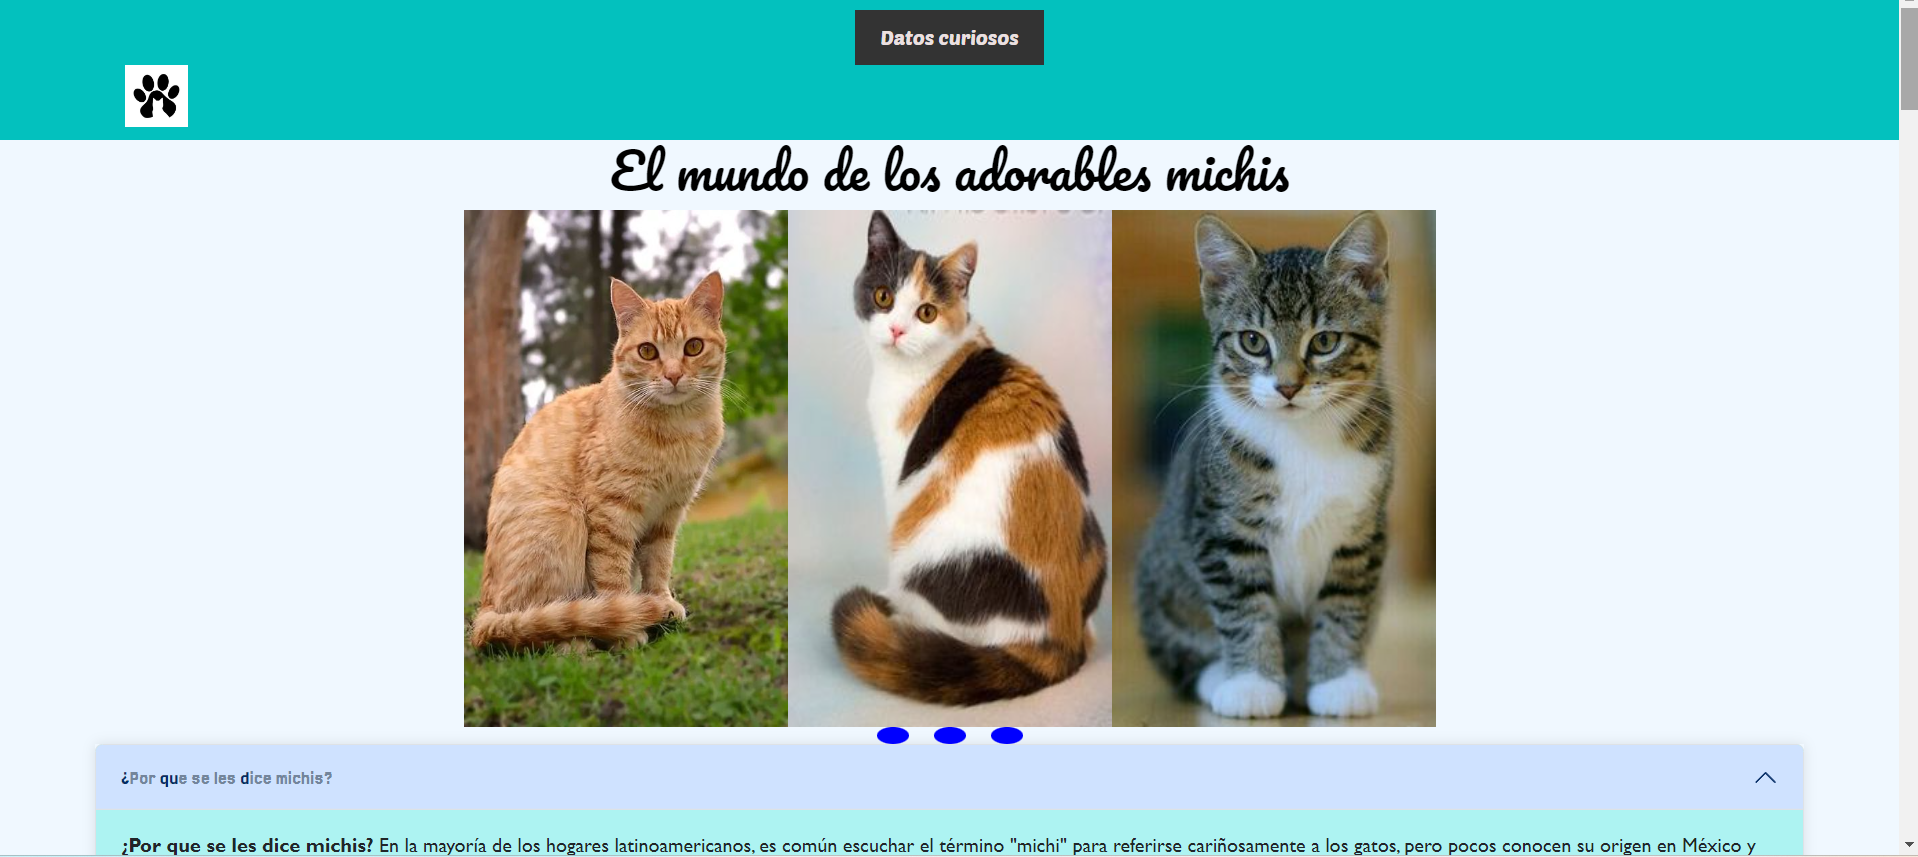 Datos curiosos
El mundo de los adorables michis
¿Por que se les dice michis?
¿Por que se les dice michis? En la mayoría de los hogares latinoamericanos, es común escuchar el término "michi" para referirse cariñosamente a los gatos, pero pocos conocen su origen en México y